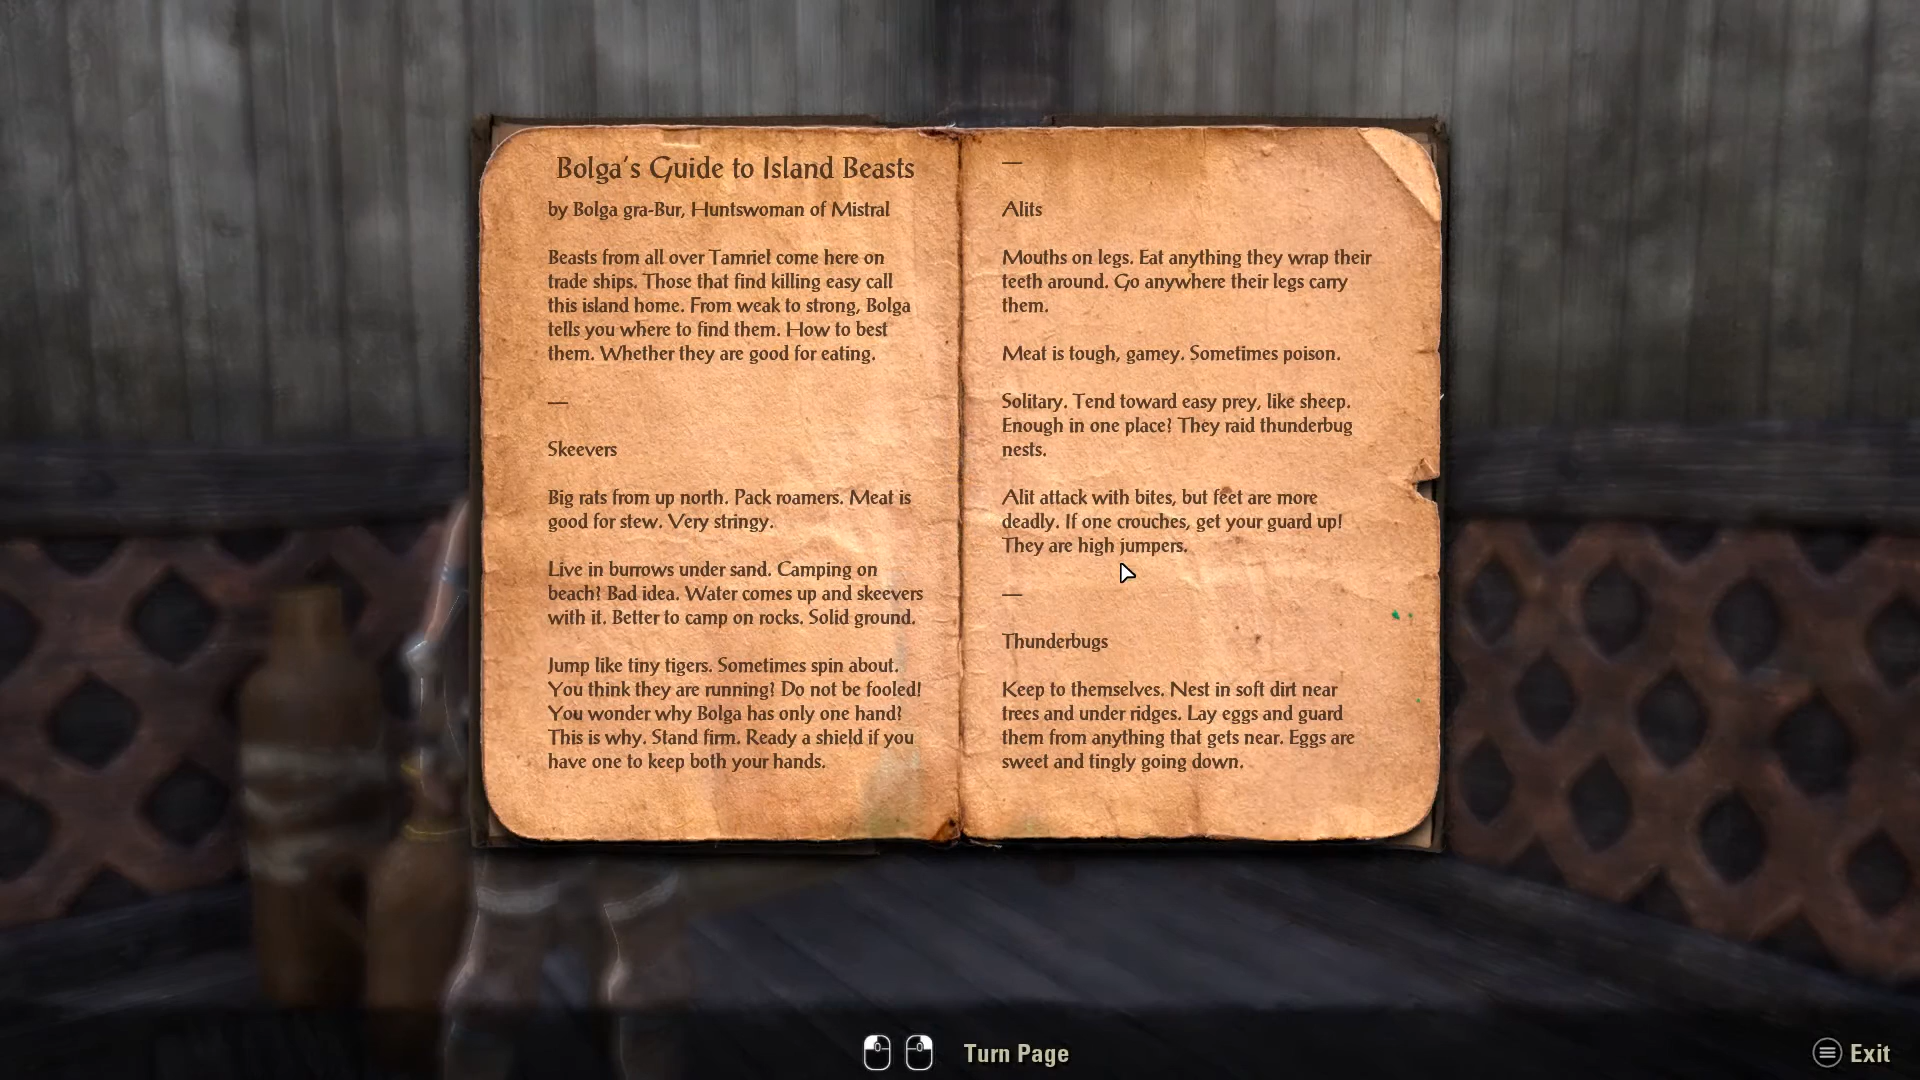 Bolga's Guide to Island Beasts
by Bolga gra-Bur, Huntswoman of Mistral
Beasts from all over Tamriel come here on
trade ships. Those that find killing easy call
this island home. From weak to strong, Bolga
tells you where to find them. How to best
them. Whether they are good for eating.
—
Skeevers
Big rats from up north. Pack roamers. Meat is
good for stew. Very stringy.
Live in burrows under sand. Camping on
beach? Bad idea. Water comes up and skeevers
with it. Better to camp on rocks. Solid ground.
Jump like tiny tigers. Sometimes spin about.
You think they are running? Do not be fooled!
You wonder why Bolga has only one hand?
This is why. Stand firm. Ready a shield if you
have one to keep both your hands.
—
Alits
Mouths on legs. Eat anything they wrap their
teeth around. Go anywhere their legs carry
them.
Meat is tough, gamey. Sometimes poison.
Solitary. Tend toward easy prey, like sheep.
Enough in one place? They raid thunderbug
nests.
Alit attack with bites, but feet are more
deadly. If one crouches, get your guard up!
They are high jumpers.
—
Thunderbugs
Keep to themselves. Nest in soft dirt near
trees and under ridges. Lay eggs and guard
them from anything that gets near. Eggs are
sweet and tingly going down.
Turn Page
Exit